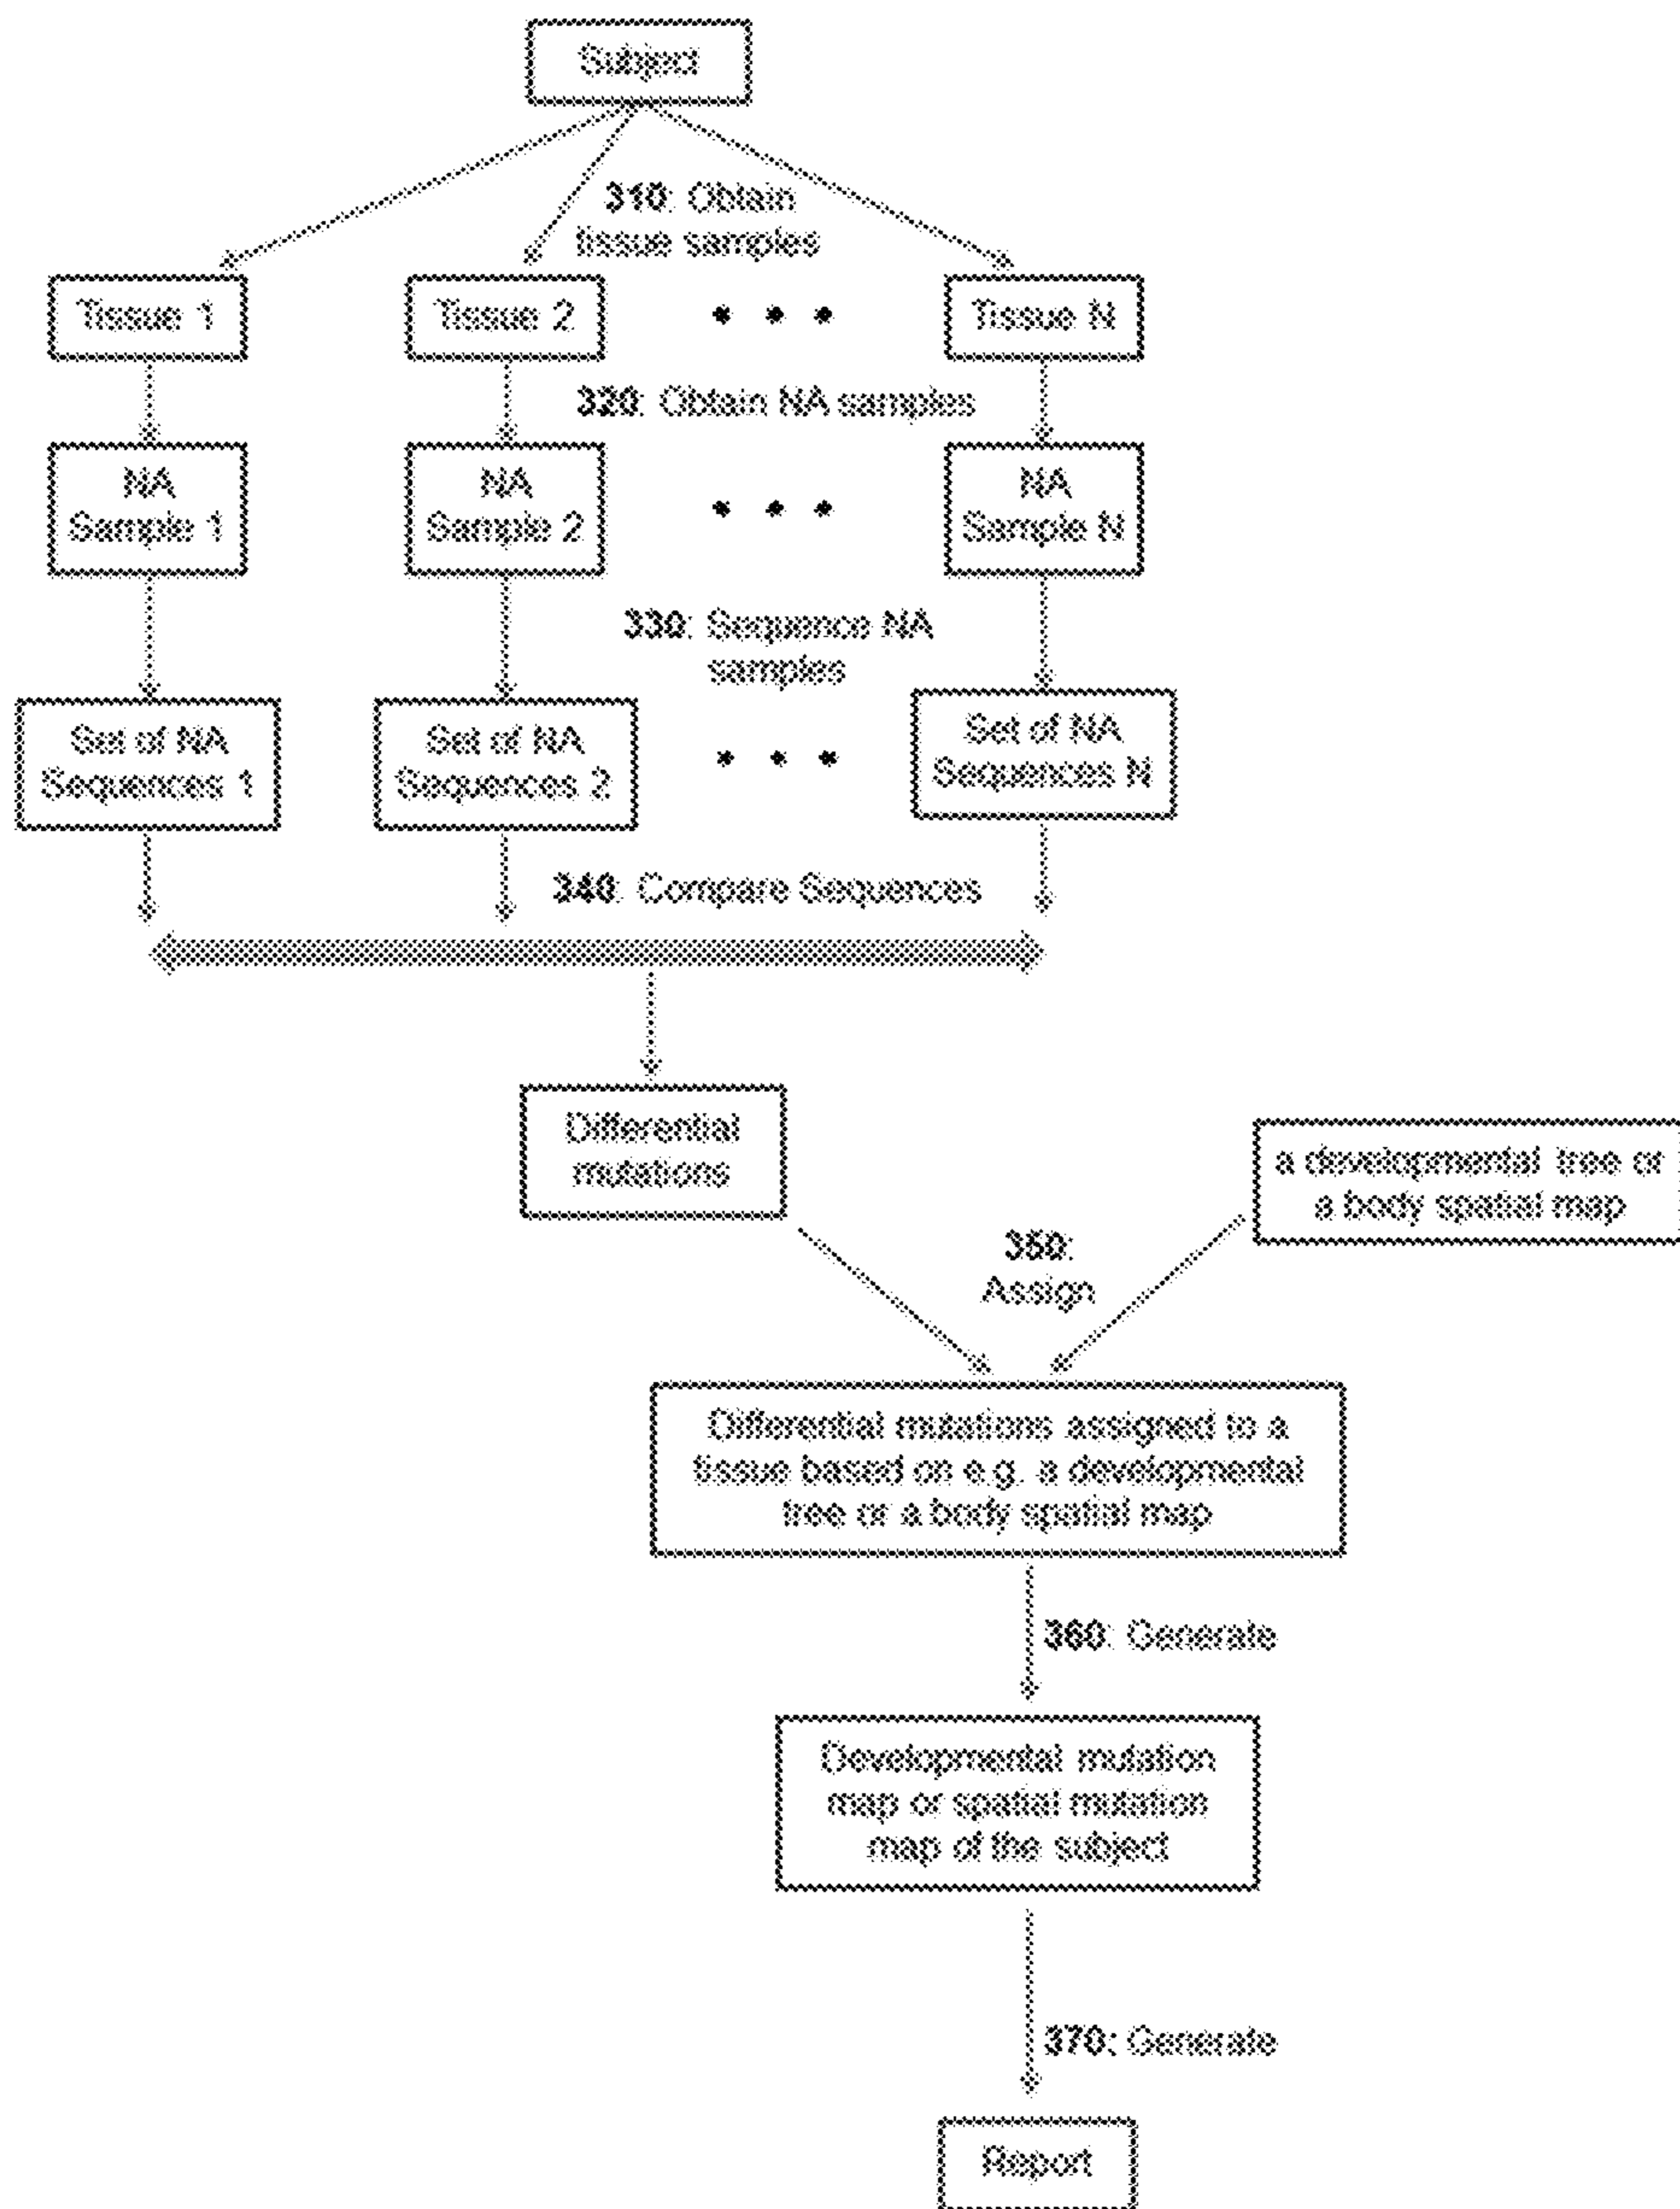 Subject
310: Obtain
tissue samples
Tissue 1
Tissue 2
Tissue N
320: Obtain NA samples
NA
Sample 1
NA
Sample 2
NA
Sample N
330: Sequence NA
samples
Set of NA
Sequences 1
Set of NA
Sequences 2
Set of NA
Sequences N
340: Compare Sequences
Differential
mutations
a developmental tree or
a body spatial map
350:
Assign
Differential mutations assigned to a
tissue based on e.g. a developmental
tree or a body spatial map
360: Generate
Developmental mutation
map or spatial mutation
map of the subject
370: Generate
Report